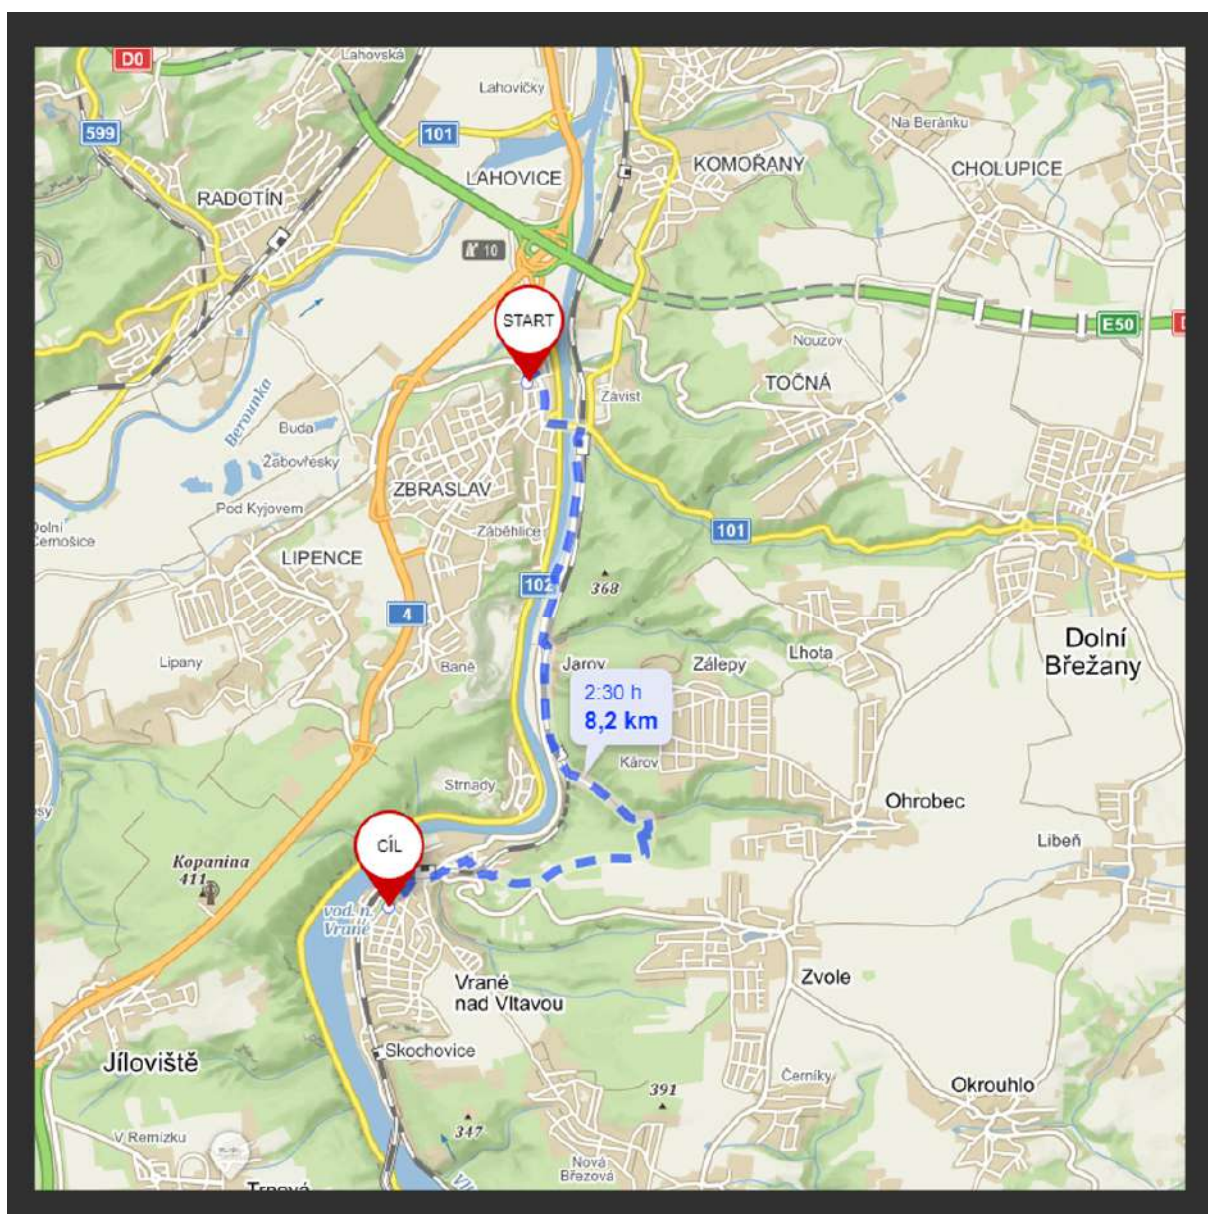 D0
Lahovská
Lahovičky
599
101
Na Beránku
KOMOŘANY
CHOLUPICE
LAHOVICE
RADOTÍN
10
START
E50
Nouzov
TOČNÁ
Závist
Berounka
Buda
Žabovřesky
ZBRASLAV
Pod Kyjovem
Dolní
Černošice
Záběhlice
101
LIPENCE
102
368
4
Dolní
Břežany
Lhota
Lipany
Baně
Jarov
Zálepy
2:30 h
8,2 km
Károv
Strnady
Ohrobec
Libeň
CÍL
Kopanina
411
vod. n.
Vrané
Zvole
Vrané
nad Vltavou
Skochovice
Jíloviště
Černíky
391
Okrouhlo
347
V Remízku
Nová
Březová
Trnová